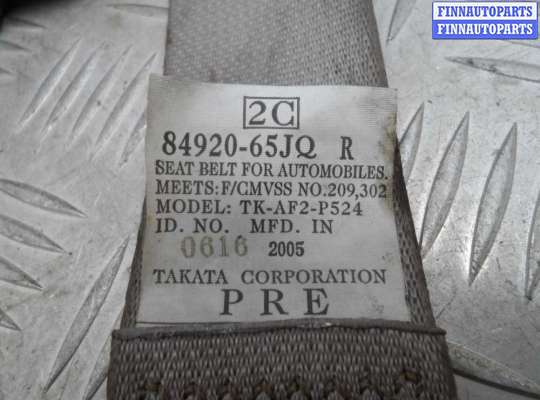 FINNAUTOPARTS
FINNAUTOPARTS
2C
84920-65JQ R
SEAT BELT FOR AUTOMOBILES.
MEETS:F/CMVSS NO.209,302
MODEL: TK-AF2-P524
ID. NO. MFD. IN
0616 2005
TAKATA CORPORATION
PRE